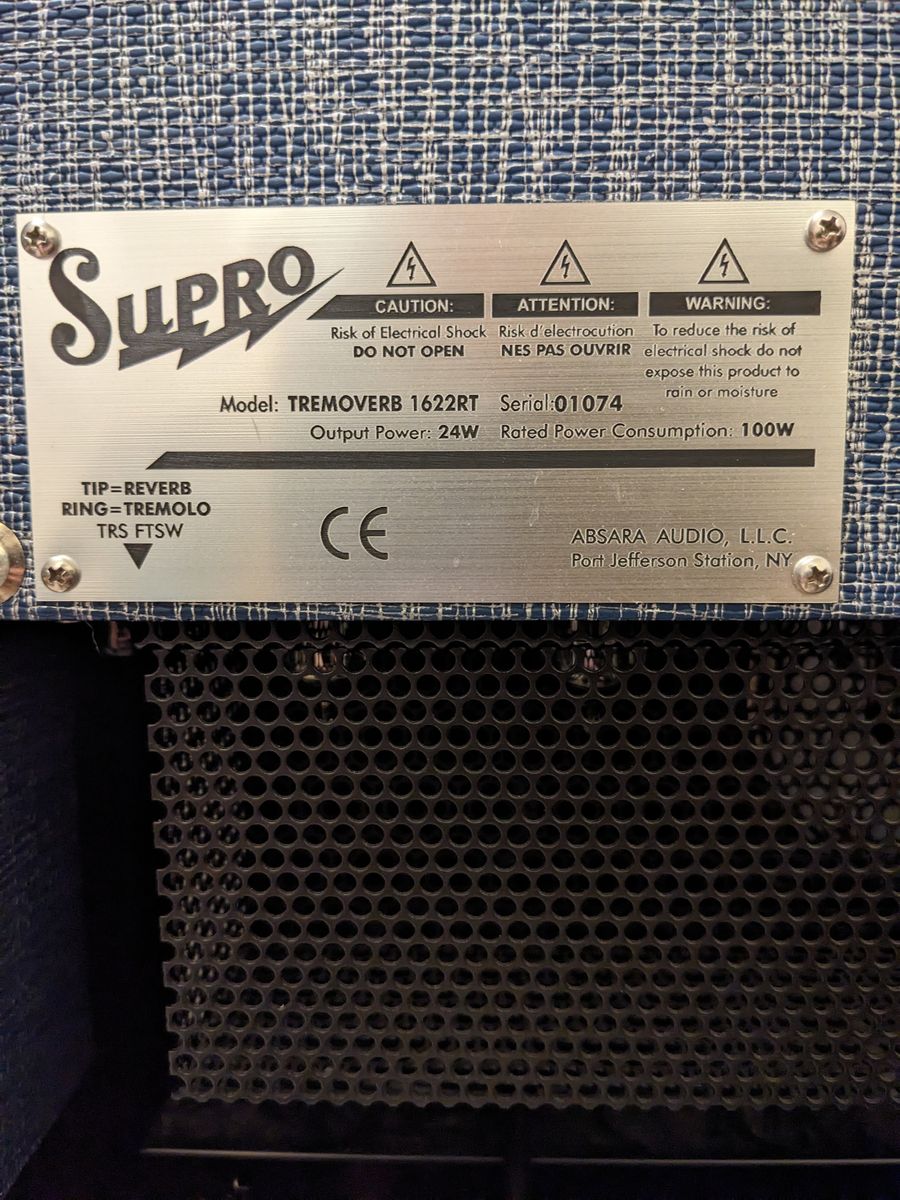 SUPRO
CAUTION:
Risk of Electrical Shock
DO NOT OPEN
ATTENTION:
Risk d'electrocution
NES PAS OUVRIR
WARNING:
To reduce the risk of
electrical shock do not
expose this product to
rain or moisture
Model: TREMOVERB 1622RT Serial:01074
Output Power: 24W Rated Power Consumption: 100W
TIP=REVERB
RING=TREMOLO
TRS FTSW
CE
ABSARA AUDIO, L.L.C.
Port Jefferson Station, NY